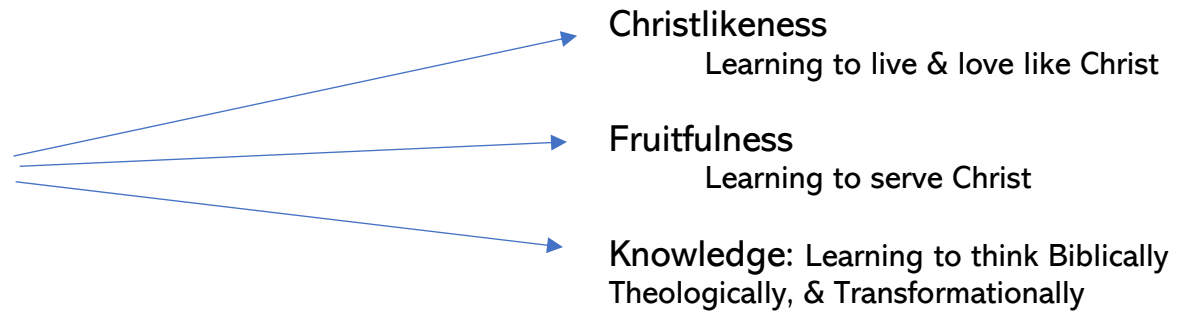 Christlikeness
Learning to live & love like Christ
Fruitfulness
Learning to serve Christ
Knowledge: Learning to think Biblically
Theologically, & Transformationally